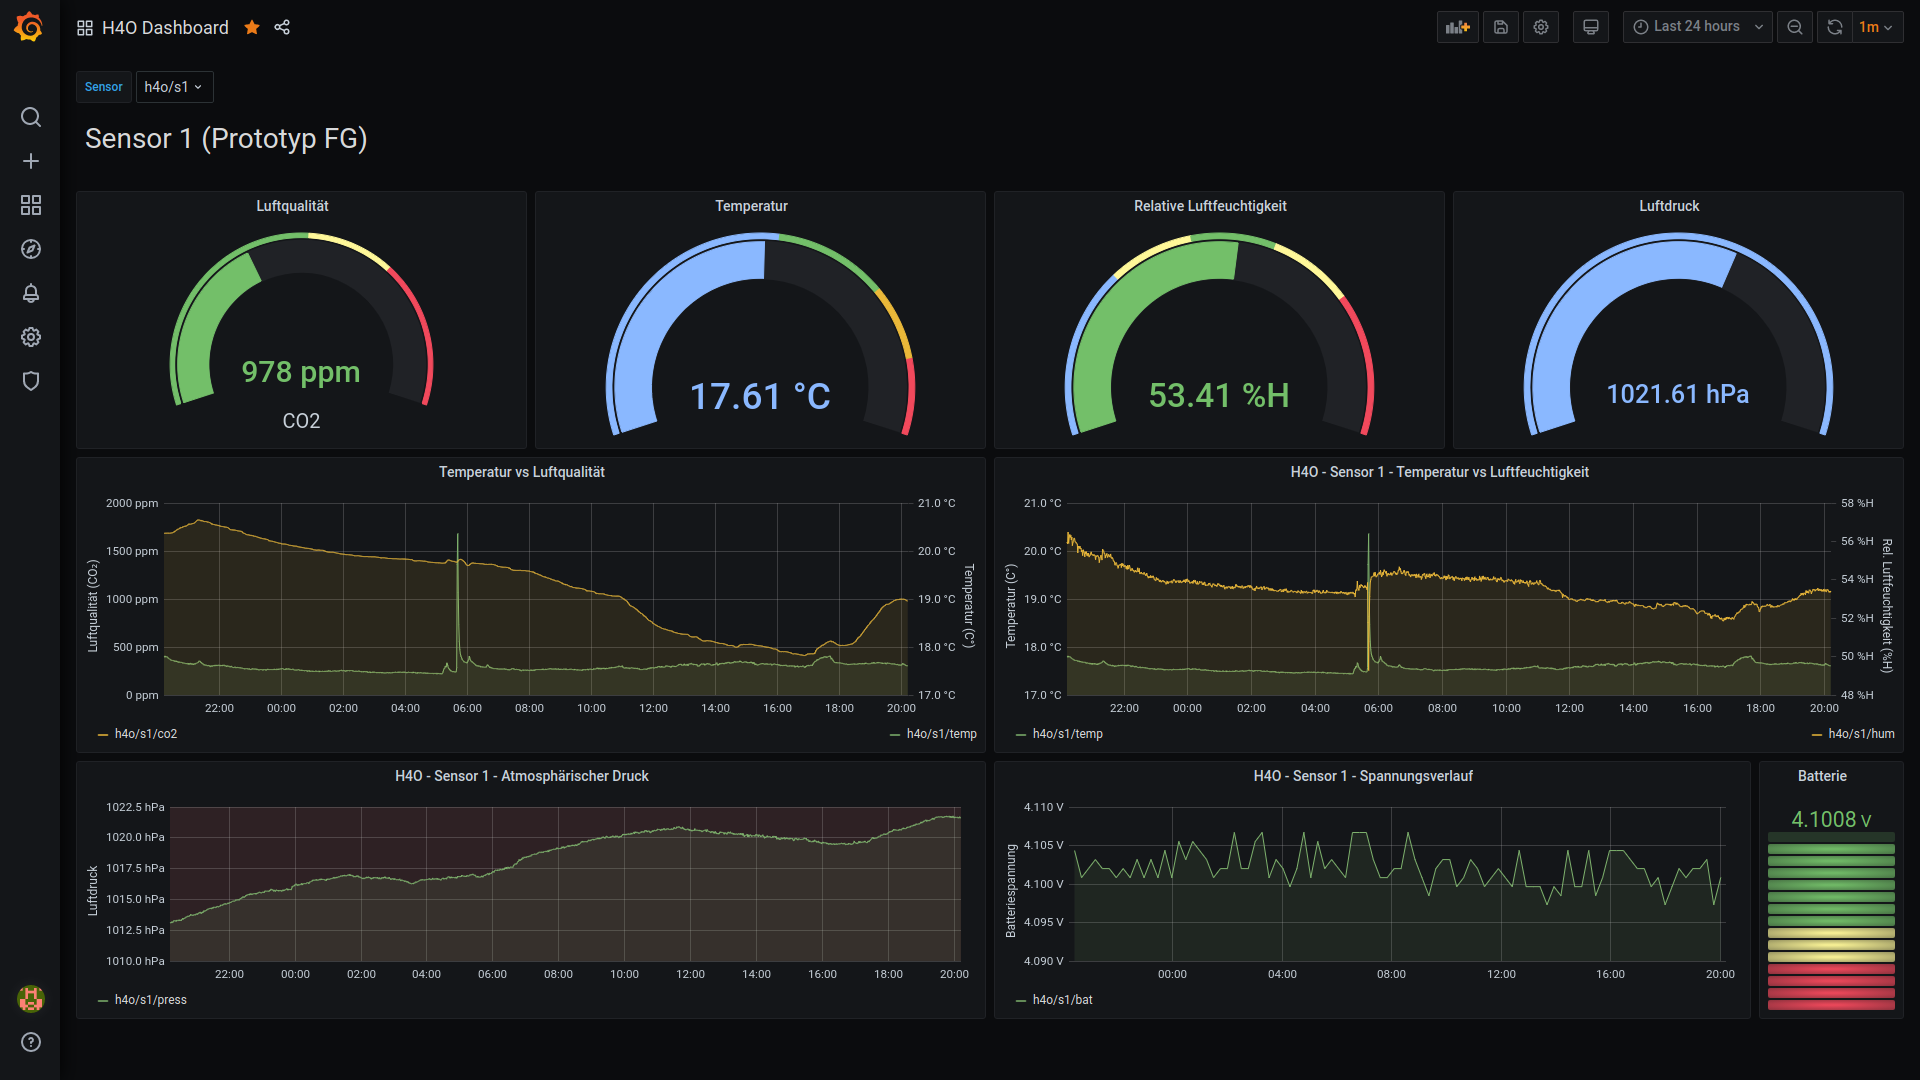 H4O Dashboard
Last 24 hours
1m
Sensor
h4o/s1
Sensor 1 (Prototyp FG)
Luftqualität
978 ppm
CO2
Temperatur
17.61 °C
Relative Luftfeuchtigkeit
53.41 %H
Luftdruck
1021.61 hPa
Temperatur vs Luftqualität
Luftqualität (CO₂)
2000 ppm
1500 ppm
1000 ppm
500 ppm
0 ppm
21.0 °C
20.0 °C
19.0 °C
18.0 °C
17.0 °C
Temperatur (C°)
22:00 00:00 02:00 04:00 06:00 08:00 10:00 12:00 14:00 16:00 18:00 20:00
h4o/s1/co2
h4o/s1/temp
H4O - Sensor 1 - Temperatur vs Luftfeuchtigkeit
Temperatur (C°)
21.0 °C
20.0 °C
19.0 °C
18.0 °C
17.0 °C
58 %H
56 %H
54 %H
52 %H
50 %H
48 %H
Rel. Luftfeuchtigkeit (%H)
22:00 00:00 02:00 04:00 06:00 08:00 10:00 12:00 14:00 16:00 18:00 20:00
h4o/s1/temp
h4o/s1/hum
H4O - Sensor 1 - Atmosphärischer Druck
Luftdruck
1022.5 hPa
1020.0 hPa
1017.5 hPa
1015.0 hPa
1012.5 hPa
1010.0 hPa
22:00 00:00 02:00 04:00 06:00 08:00 10:00 12:00 14:00 16:00 18:00 20:00
h4o/s1/press
H4O - Sensor 1 - Spannungsverlauf
Batteriespannung
4.110 V
4.105 V
4.100 V
4.095 V
4.090 V
00:00 04:00 08:00 12:00 16:00 20:00
h4o/s1/bat
Batterie
4.1008 V